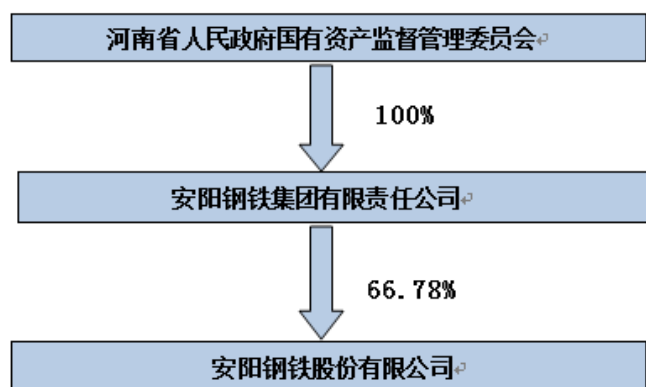 河南省人民政府国有资产监督管理委员会
100%
安阳钢铁集团有限责任公司
66.78%
安阳钢铁股份有限公司